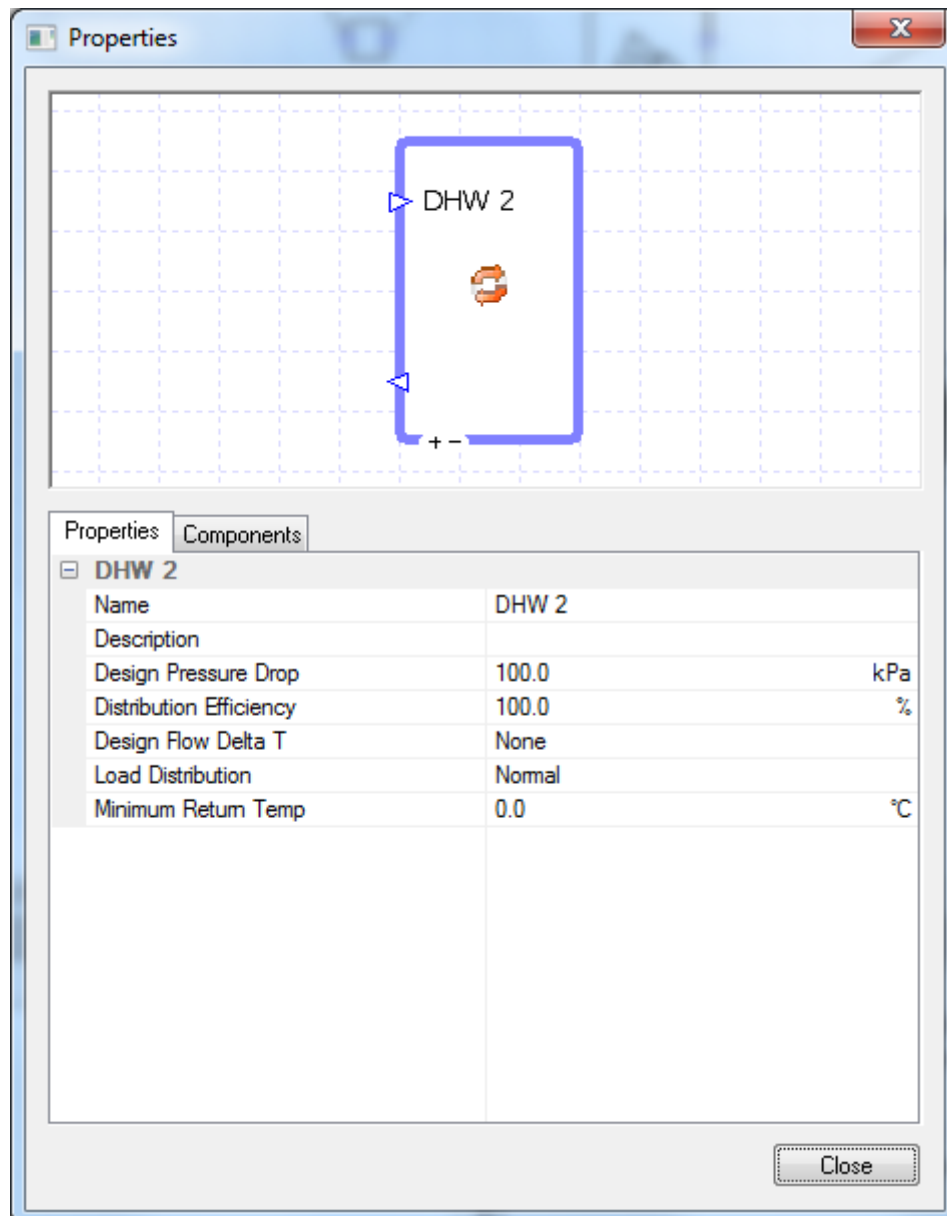 Properties
DHW 2
+ -
Properties Components
DHW 2
Name DHW 2
Description
Design Pressure Drop 100.0 kPa
Distribution Efficiency 100.0 %
Design Flow Delta T None
Load Distribution Normal
Minimum Return Temp 0.0 °C
Close